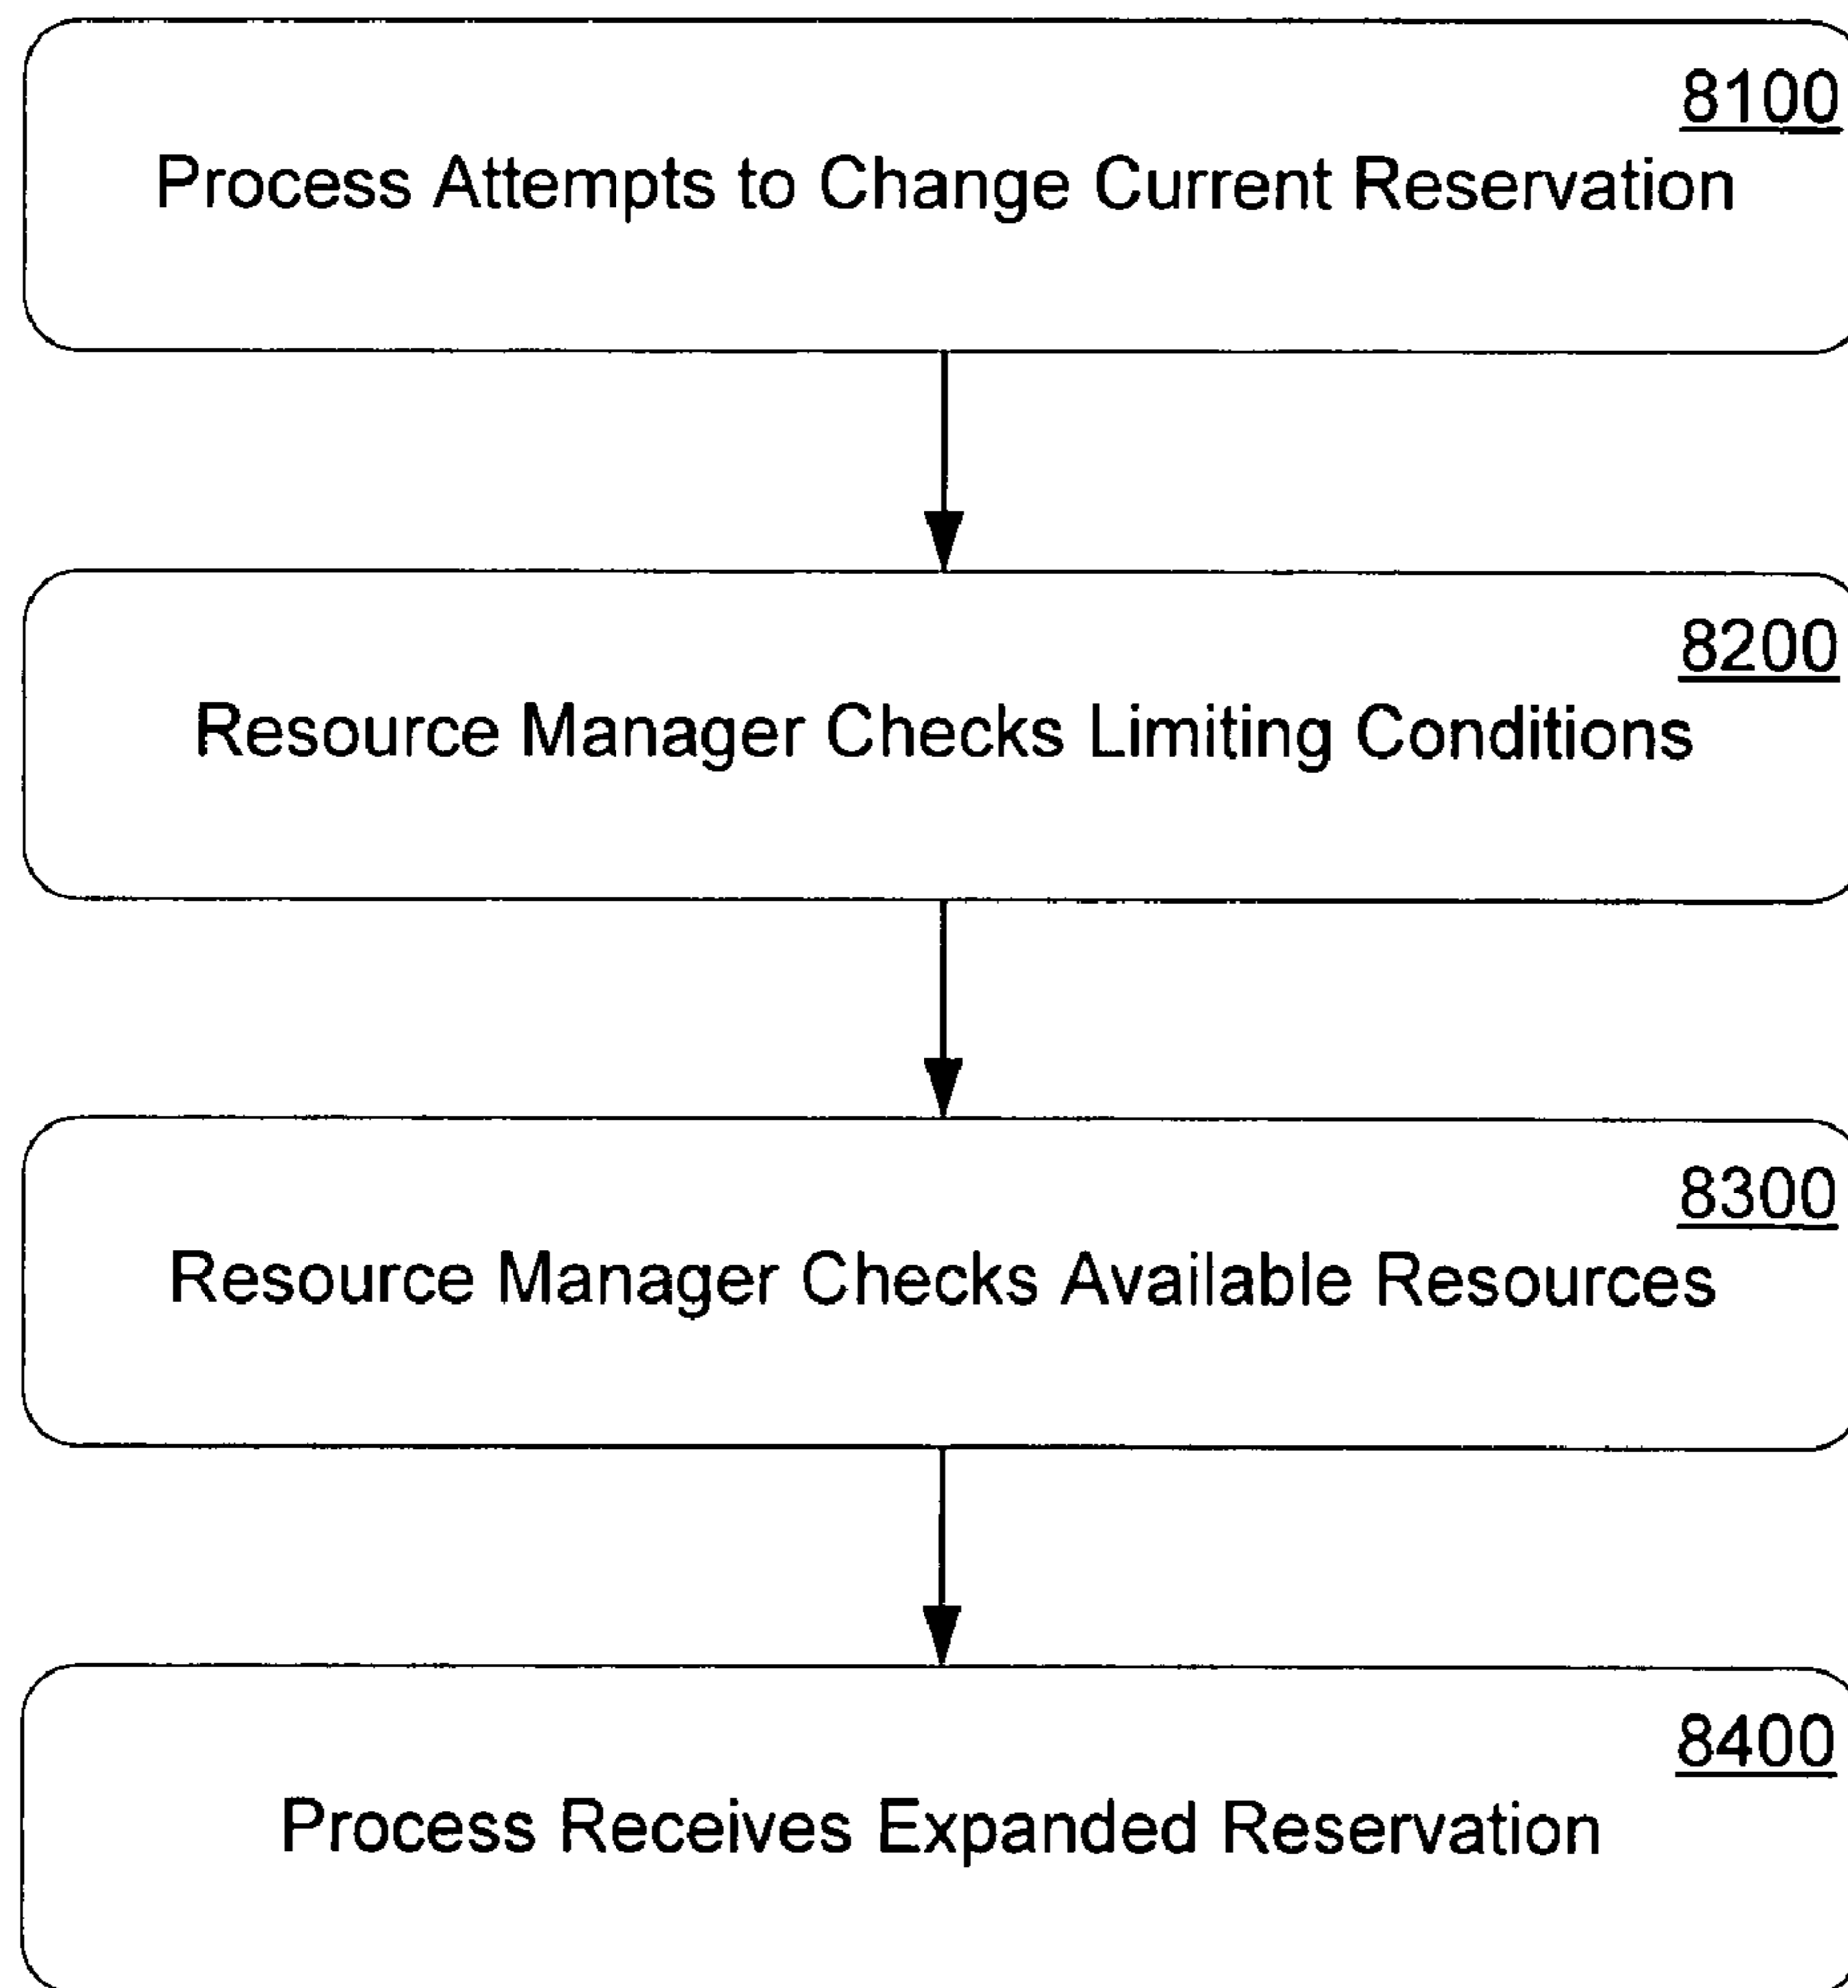 8100
Process Attempts to Change Current Reservation
8200
Resource Manager Checks Limiting Conditions
8300
Resource Manager Checks Available Resources
8400
Process Receives Expanded Reservation